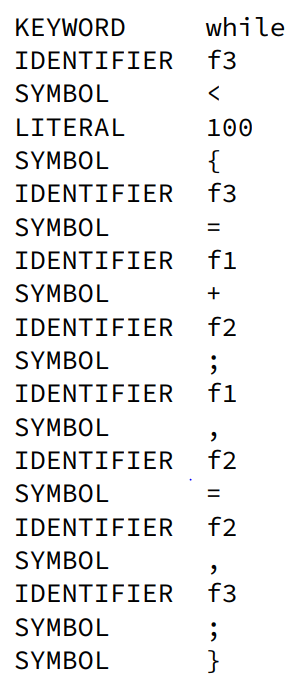 KEYWORD while
IDENTIFIER f3
SYMBOL <
LITERAL 100
SYMBOL {
IDENTIFIER f3
SYMBOL =
IDENTIFIER f1
SYMBOL +
IDENTIFIER f2
SYMBOL ;
IDENTIFIER f1
SYMBOL ,
IDENTIFIER f2
SYMBOL =
IDENTIFIER f2
SYMBOL ,
IDENTIFIER f3
SYMBOL ;
SYMBOL }